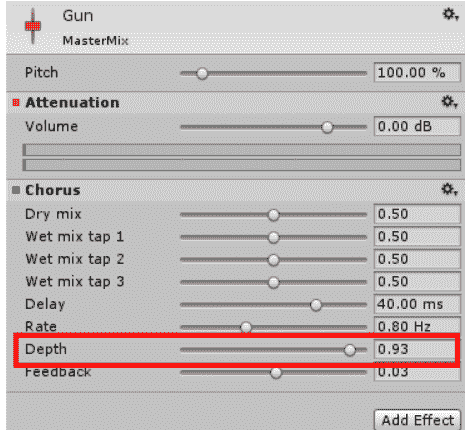 Gun
MasterMix
Pitch 100.00 %
Attenuation
Volume 0.00 dB
Chorus
Dry mix 0.50
Wet mix tap 1 0.50
Wet mix tap 2 0.50
Wet mix tap 3 0.50
Delay 40.00 ms
Rate 0.80 Hz
Depth 0.93
Feedback 0.03
Add Effect